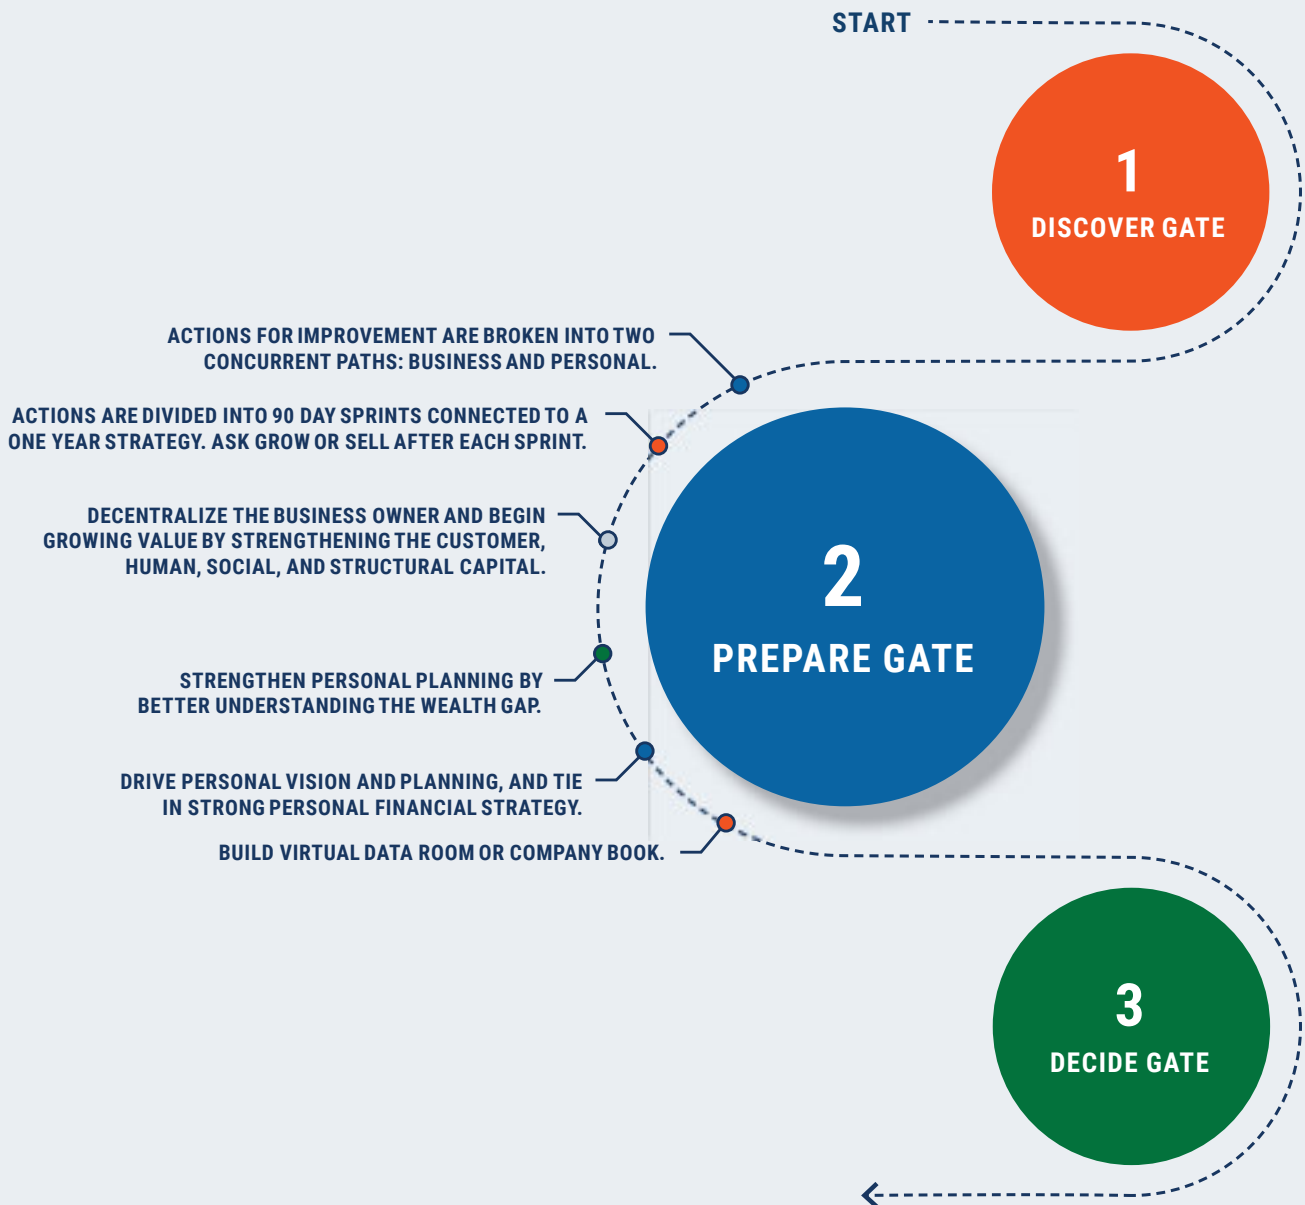 START
1
DISCOVER GATE
ACTIONS FOR IMPROVEMENT ARE BROKEN INTO TWO
CONCURRENT PATHS: BUSINESS AND PERSONAL.
ACTIONS ARE DIVIDED INTO 90 DAY SPRINTS CONNECTED TO A
ONE YEAR STRATEGY. ASK GROW OR SELL AFTER EACH SPRINT.
DECENTRALIZE THE BUSINESS OWNER AND BEGIN
GROWING VALUE BY STRENGTHENING THE CUSTOMER,
HUMAN, SOCIAL, AND STRUCTURAL CAPITAL.
2
PREPARE GATE
STRENGTHEN PERSONAL PLANNING BY
BETTER UNDERSTANDING THE WEALTH GAP.
DRIVE PERSONAL VISION AND PLANNING, AND TIE
IN STRONG PERSONAL FINANCIAL STRATEGY.
BUILD VIRTUAL DATA ROOM OR COMPANY BOOK.
3
DECIDE GATE